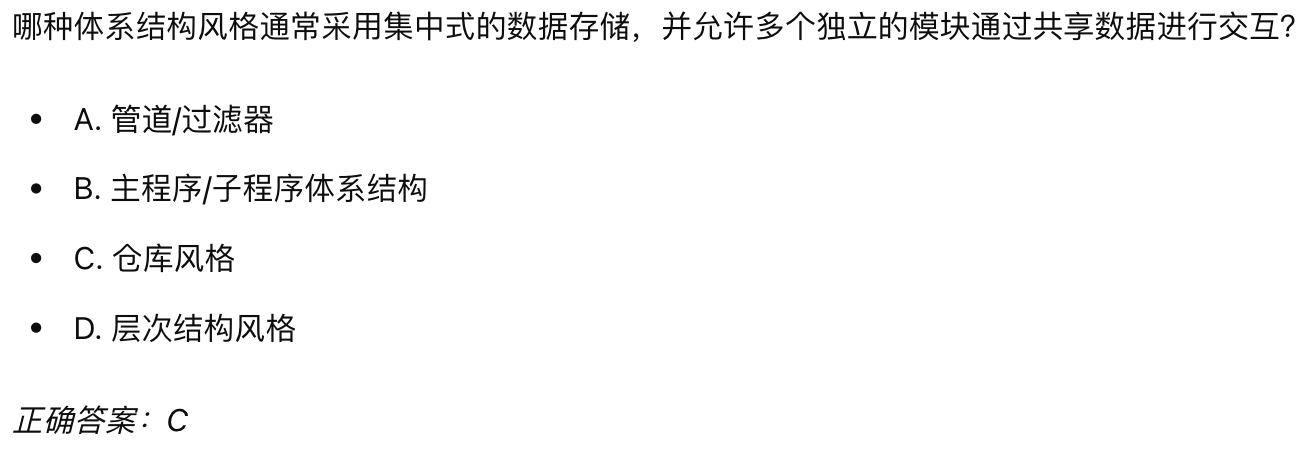 哪种体系结构风格通常采用集中式的数据存储，并允许多个独立的模块通过共享数据进行交互?
• A. 管道/过滤器
• B. 主程序/子程序体系结构
• C. 仓库风格
• D. 层次结构风格
正确答案：C